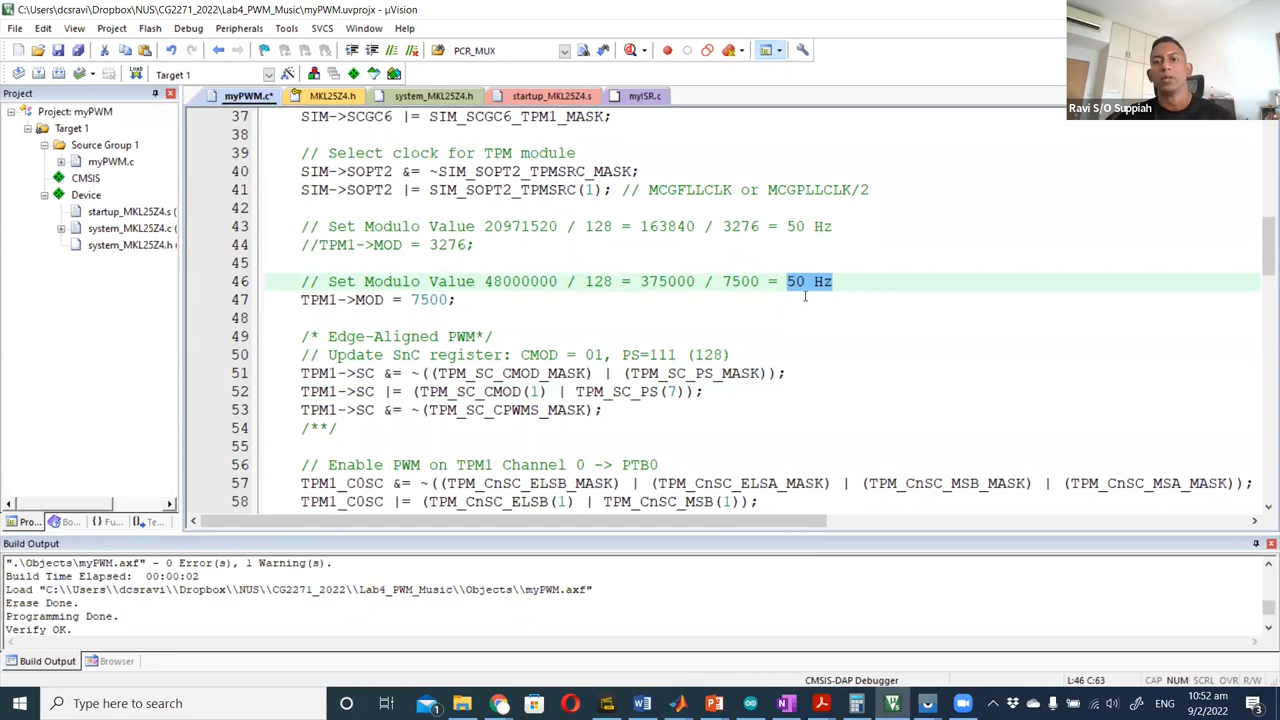 C:\Users\dcsravi\Dropbox\NUS\CG2271_2022\Lab4_PWM_Music\myPWM.uvprojx - µVision
File Edit View Project Flash Debug Peripherals Tools SVCS Window Help
PCR_MUX
Target 1
Ravi S/O Suppiah
Project
myPWM.c* MKL25Z4.h system_MKL25Z4.h startup_MKL25Z4.s myISR.c
Project: myPWM
Target 1
Source Group 1
myPWM.c
CMSIS
Device
startup_MKL25Z4.s (
system_MKL25Z4.c (
system_MKL25Z4.h (
37 SIM->SCGC6 |= SIM_SCGC6_TPM1_MASK;
38
39 // Select clock for TPM module
40 SIM->SOPT2 &= ~SIM_SOPT2_TPMSRC_MASK;
41 SIM->SOPT2 |= SIM_SOPT2_TPMSRC(1); // MCGFLLCLK or MCGPLLCLK/2
42
43 // Set Modulo Value 20971520 / 128 = 163840 / 3276 = 50 Hz
44 //TPM1->MOD = 3276;
45
46 // Set Modulo Value 48000000 / 128 = 375000 / 7500 = 50 Hz
47 TPM1->MOD = 7500;
48
49 /* Edge-Aligned PWM*/
50 // Update SnC register: CMOD = 01, PS=111 (128)
51 TPM1->SC &= ~((TPM_SC_CMOD_MASK) | (TPM_SC_PS_MASK));
52 TPM1->SC |= (TPM_SC_CMOD(1) | TPM_SC_PS(7));
53 TPM1->SC &= ~(TPM_SC_CPWMS_MASK);
54 /**/
55
56 // Enable PWM on TPM1 Channel 0 -> PTB0
57 TPM1_C0SC &= ~((TPM_CnSC_ELSB_MASK) | (TPM_CnSC_ELSA_MASK) | (TPM_CnSC_MSB_MASK) | (TPM_CnSC_MSA_MASK));
58 TPM1_C0SC |= (TPM_CnSC_ELSB(1) | TPM_CnSC_MSB(1));
Pro... Bo... {} Fu... Te...
Build Output
".\Objects\myPWM.axf" - 0 Error(s), 1 Warning(s).
Build Time Elapsed: 00:00:02
Load "C:\\Users\\dcsravi\\Dropbox\\NUS\\CG2271_2022\\Lab4_PWM_Music\\Objects\\myPWM.axf"
Erase Done.
Programming Done.
Verify OK.
Build Output Browser
CMSIS-DAP Debugger L:46 C:63 CAP NUM SCRL OVR R/W
Type here to search
10:52 am
9/2/2022